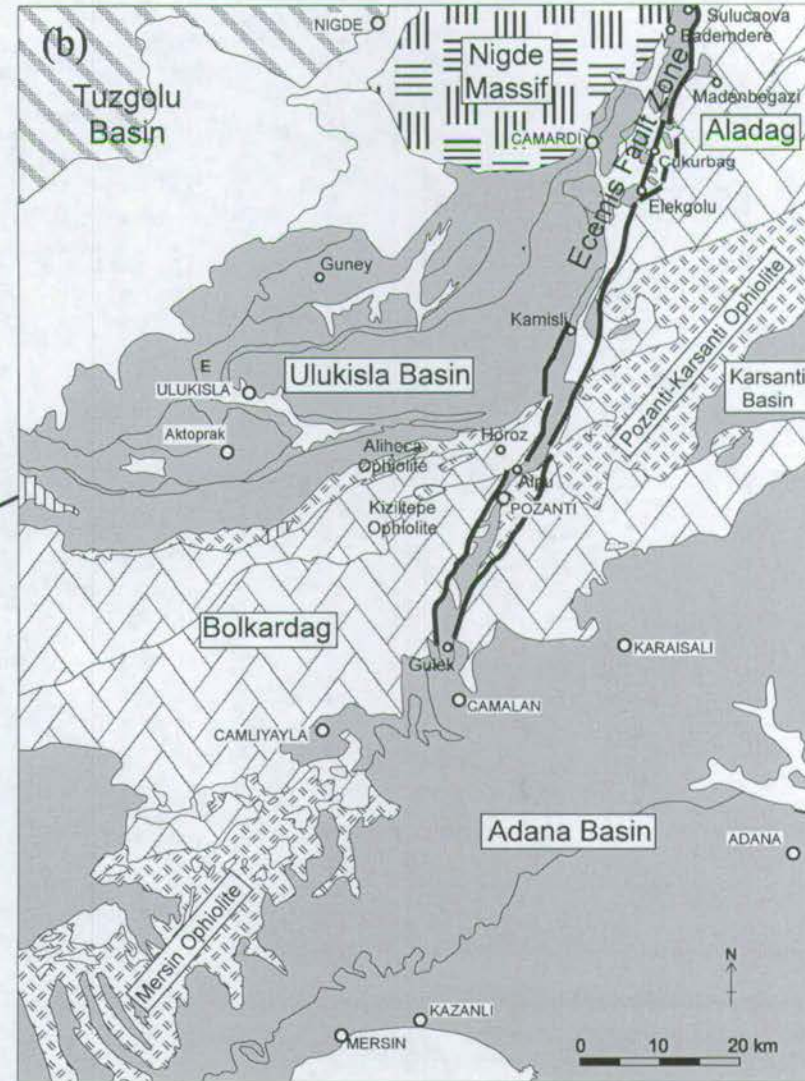 (b)
NIGDE
Sulucaova
Bademdere
Nigde
Massif
Tuzgolu
Basin
Madenbegazi
CAMARDI
Aladag
Cukurbag
Ecemis Fault Zone
Elekgolu
Guney
Kamisli
Pozanti-Karsanti Ophiolite
E
Ulukisla Basin
Karsanti
Basin
ULUKISLA
Aktoprak
Horoz
Alihoca
Ophiolite
Alpu
Kiziltepe
Ophiolite
POZANTI
Bolkardag
Gulek
KARAISALI
CAMALAN
CAMLIYAYLA
Adana Basin
ADANA
Mersin Ophiolite
N
KAZANLI
MERSIN
0 10 20 km